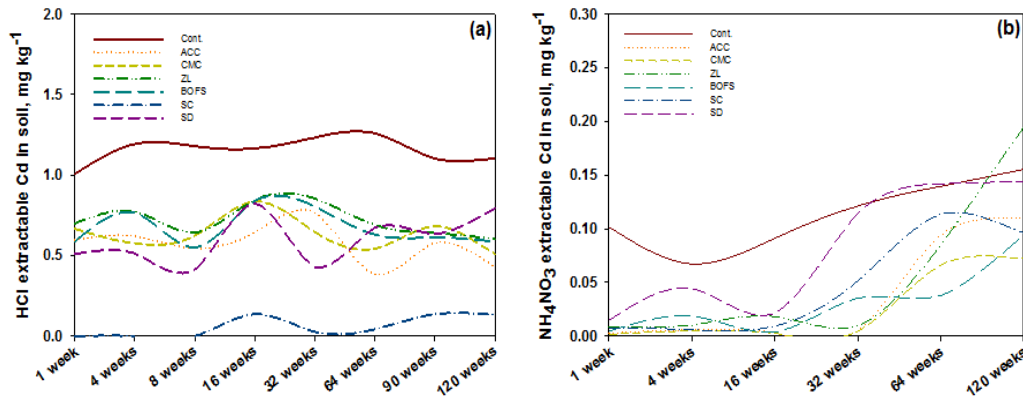 (a)
HCl extractable Cd in soil, mg kg-1
2.0
1.5
1.0
0.5
0.0
Cont.
ACC
CMC
ZL
BOFS
SC
SD
1 week
4 weeks
8 weeks
16 weeks
32 weeks
64 weeks
90 weeks
120 weeks
(b)
NH4NO3 extractable Cd in soil, mg kg-1
0.30
0.25
0.20
0.15
0.10
0.05
0.00
Cont.
ACC
CMC
ZL
BOFS
SC
SD
1 week
4 weeks
16 weeks
32 weeks
64 weeks
120 weeks